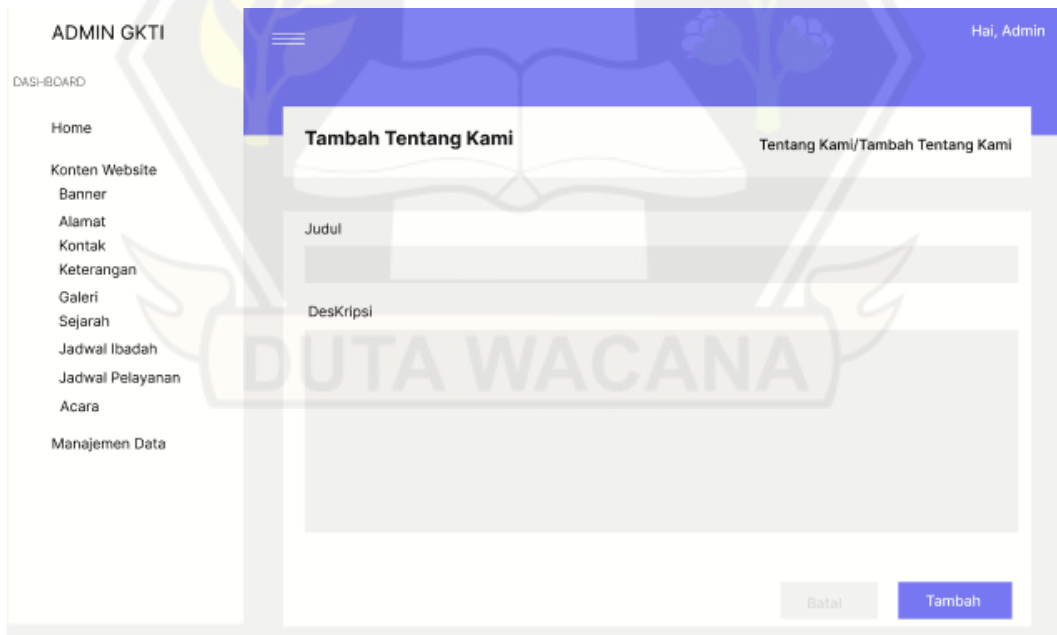 ADMIN GKTI
Hai, Admin
DASHBOARD
Home
Konten Website
Banner
Alamat
Kontak
Keterangan
Galeri
Sejarah
Jadwal Ibadah
Jadwal Pelayanan
Acara
Manajemen Data
Tambah Tentang Kami
Tentang Kami/Tambah Tentang Kami
Judul
DesKripsi
DUTA WACANA
Batal
Tambah